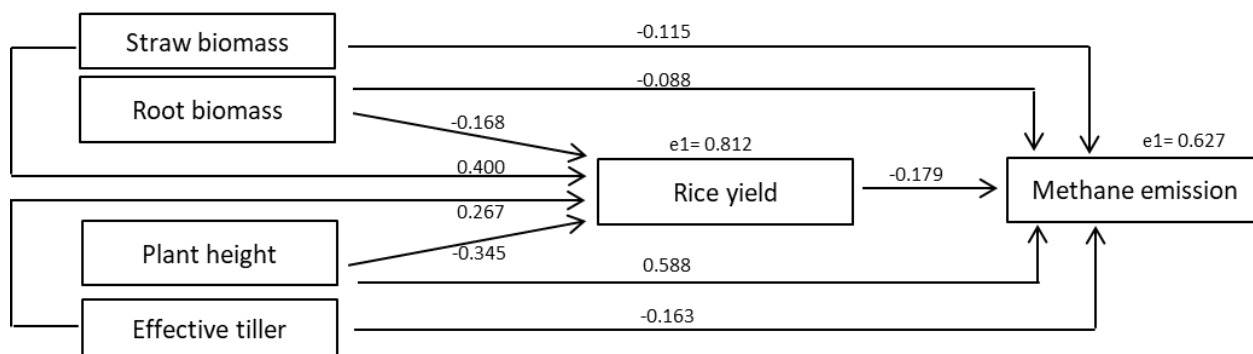 Straw biomass
-0.115
Root biomass
-0.088
-0.168
e1= 0.812
e1= 0.627
0.400
Rice yield
-0.179
Methane emission
0.267
Plant height
-0.345
0.588
Effective tiller
-0.163